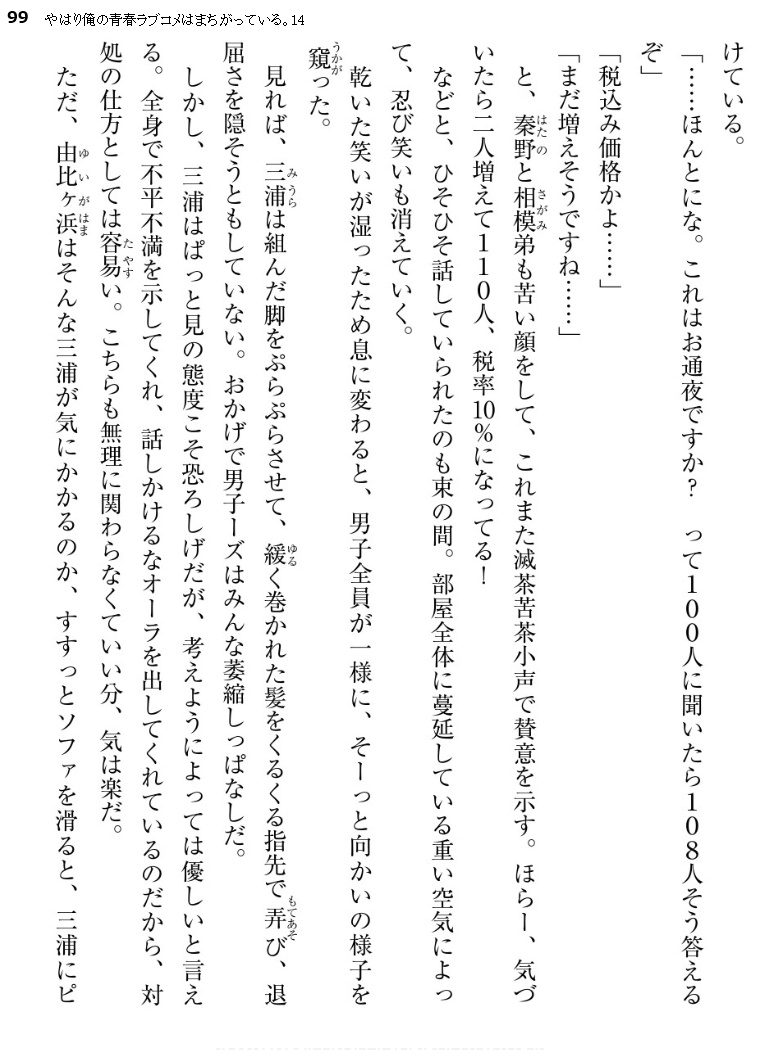 99 やはり俺の青春ラブコメはまちがっている。14
けている。
「……ほんとにな。これはお通夜ですか？　って100人に聞いたら108人そう答える
ぞ」
「税込み価格かよ……」
「まだ増えそうですね……」
と、秦野と相模弟も苦い顔をして、これまた滅茶苦茶小声で賛意を示す。ほらー、気づ
いたら二人増えて110人、税率10％になってる！
などと、ひそひそ話していられたのも束の間。部屋全体に蔓延している重い空気によっ
て、忍び笑いも消えていく。
乾いた笑いが湿ったため息に変わると、男子全員が一様に、そーっと向かいの様子を
窺った。
見れば、三浦は組んだ脚をぷらぷらさせて、緩く巻かれた髪をくるくる指先で弄び、退
屈さを隠そうともしていない。おかげで男子ーズはみんな萎縮しっぱなしだ。
しかし、三浦はぱっと見の態度こそ恐ろしげだが、考えようによっては優しいと言え
る。全身で不平不満を示してくれ、話しかけるなオーラを出してくれているのだから、対
処の仕方としては容易い。こちらも無理に関わらなくていい分、気は楽だ。
ただ、由比ヶ浜はそんな三浦が気にかかるのか、すすっとソファを滑ると、三浦にピ